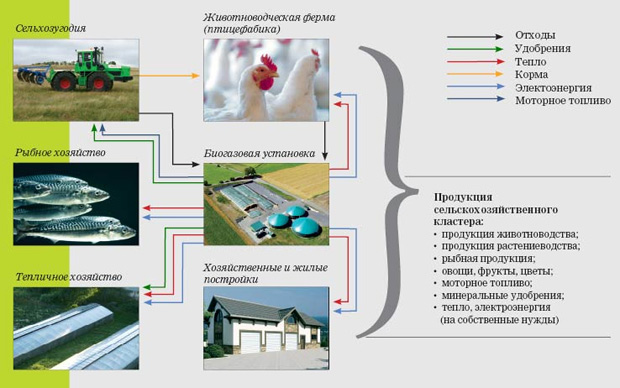 Сельхозугодия
Животноводческая ферма
(птицефабика)
Отходы
Удобрения
Тепло
Корма
Электоэнергия
Моторное топливо
Рыбное хозяйство
Биогазовая установка
Тепличное хозяйство
Хозяйственные и жилые
постройки
Продукция
сельскохозяйственного
кластера:
• продукция животноводства;
• продукция растениеводства;
• рыбная продукция;
• овощи, фрукты, цветы;
• моторное топливо;
• минеральные удобрения;
• тепло, электроэнергия
(на собственные нужды)